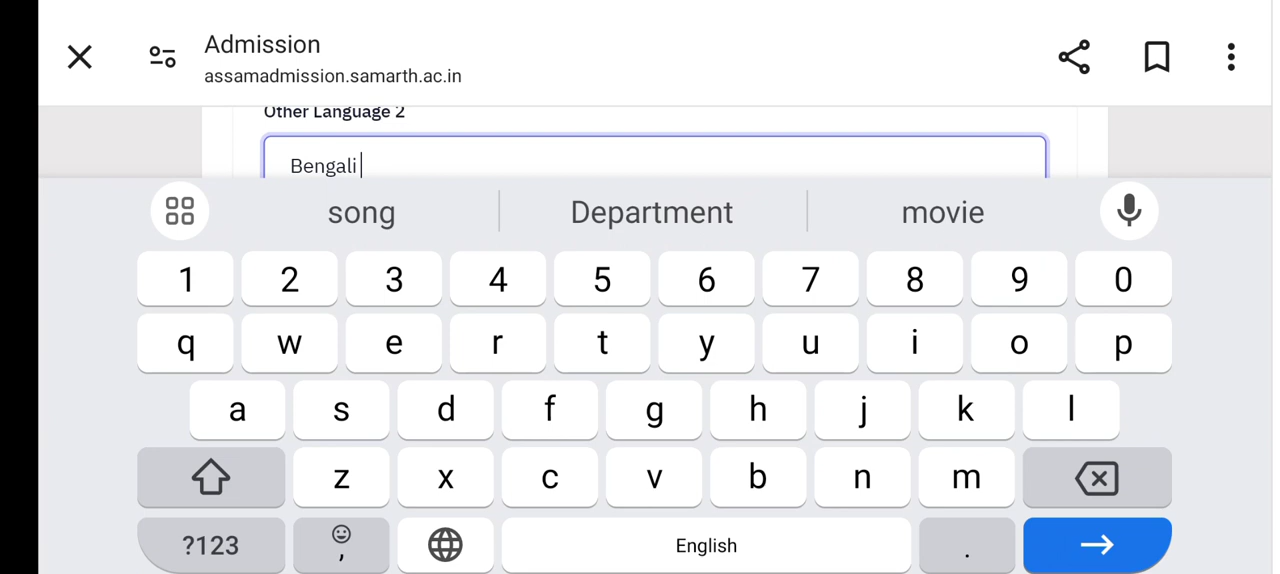 Admission
assamadmission.samarth.ac.in
Other Language 2
Bengali
song Department movie
1 2 3 4 5 6 7 8 9 0
q w e r t y u i o p
a s d f g h j k l
z x c v b n m
?123 , English .